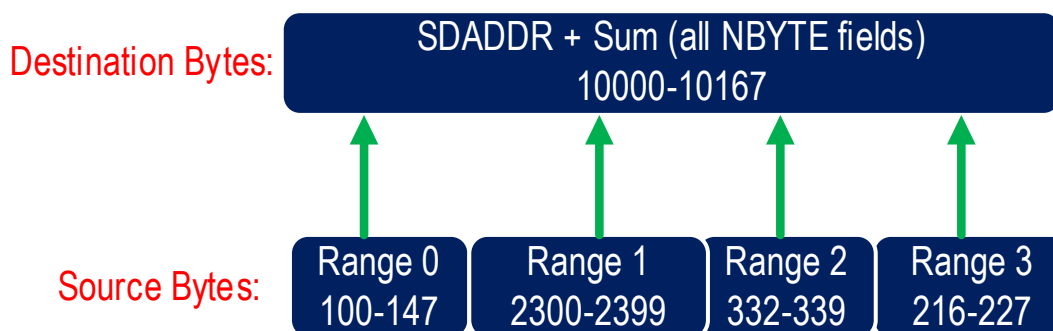 Destination Bytes:
SDADDR + Sum (all NBYTE fields)
10000-10167
Source Bytes:
Range 0
100-147
Range 1
2300-2399
Range 2
332-339
Range 3
216-227